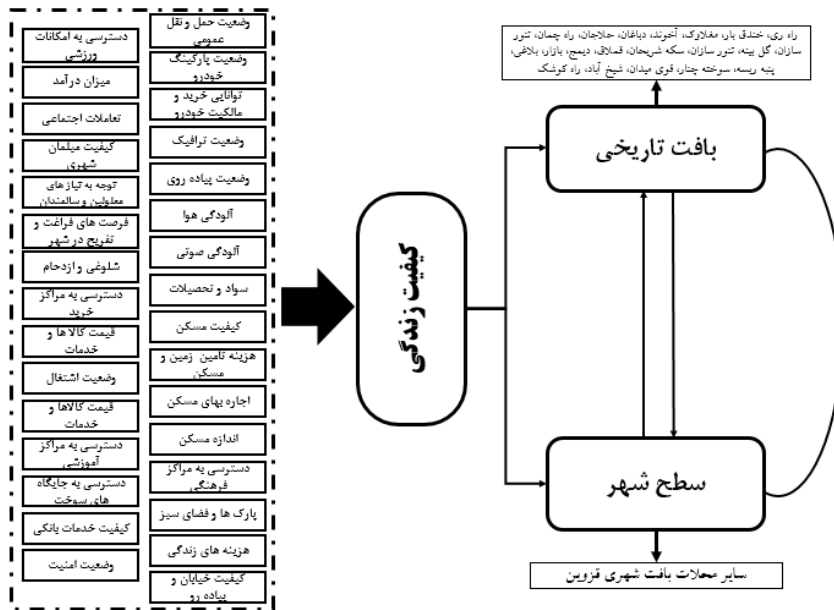 وضعیت حمل و نقل
عمومی
وضعیت پارکینگ
خودرو
توانایی خرید و
مالکیت خودرو
وضعیت ترافیک
وضعیت پیاده روی
آلودگی هوا
آلودگی صوتی
سواد و تحصیلات
کیفیت مسکن
هزینه تامین زمین و
مسکن
اجاره بهای مسکن
اندازه مسکن
دسترسی به مراکز
فرهنگی
پارک ها و فضای سبز
هزینه های زندگی
کیفیت خیابان و
پیاده رو
دسترسی به امکانات
ورزشی
میزان درآمد
تعاملات اجتماعی
کیفیت مبلمان
شهری
توجه به نیاز های
معلولین و سالمندان
فرصت های فراغت و
تفریح در شهر
شلوغی و ازدحام
دسترسی به مراکز
خرید
قیمت کالا ها و
خدمات
وضعیت اشتغال
قیمت کالاها و
خدمات
دسترسی به مراکز
آموزشی
دسترسی به جایگاه
های سوخت
کیفیت خدمات بانکی
وضعیت امنیت
کیفیت زندگی
راه ری، خندق بار، مغلاوک، آخوند، دباغان، حلاجان، راه چمان، تنور
سازان، گل بینه، تنور سازان، سکه شریحان، قملاق، دیمج، بازار، بلاغی،
پنبه ریسه، سوخته چنار، قوی میدان، شیخ آباد، راه کوشک
بافت تاریخی
سطح شهر
سایر محلات بافت شهری قزوین